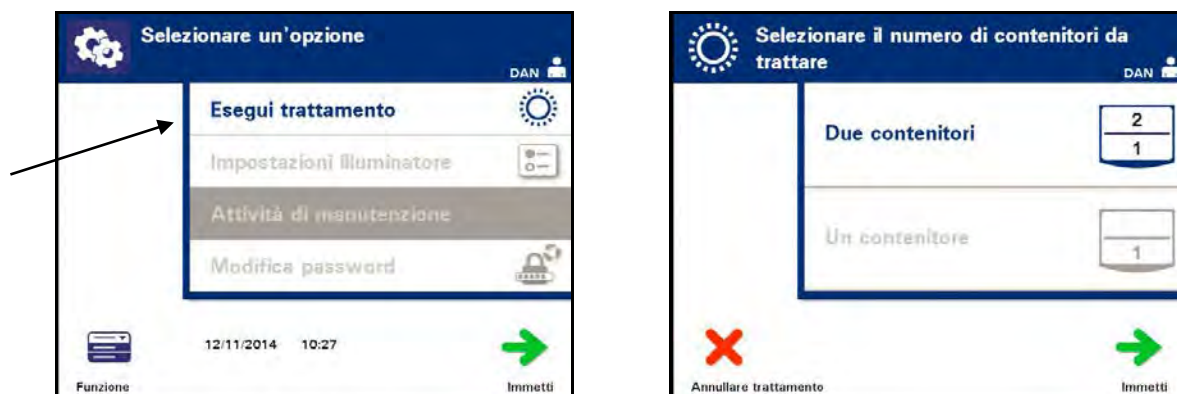 Selezionare un'opzione
DAN
Esegui trattamento
Impostazioni Illuminatore
Attività di manutenzione
Modifica password
12/11/2014 10:27
Funzione
Immetti
Selezionare il numero di contenitori da
trattare
DAN
Due contenitori
2
1
Un contenitore
1
Annullare trattamento
Immetti